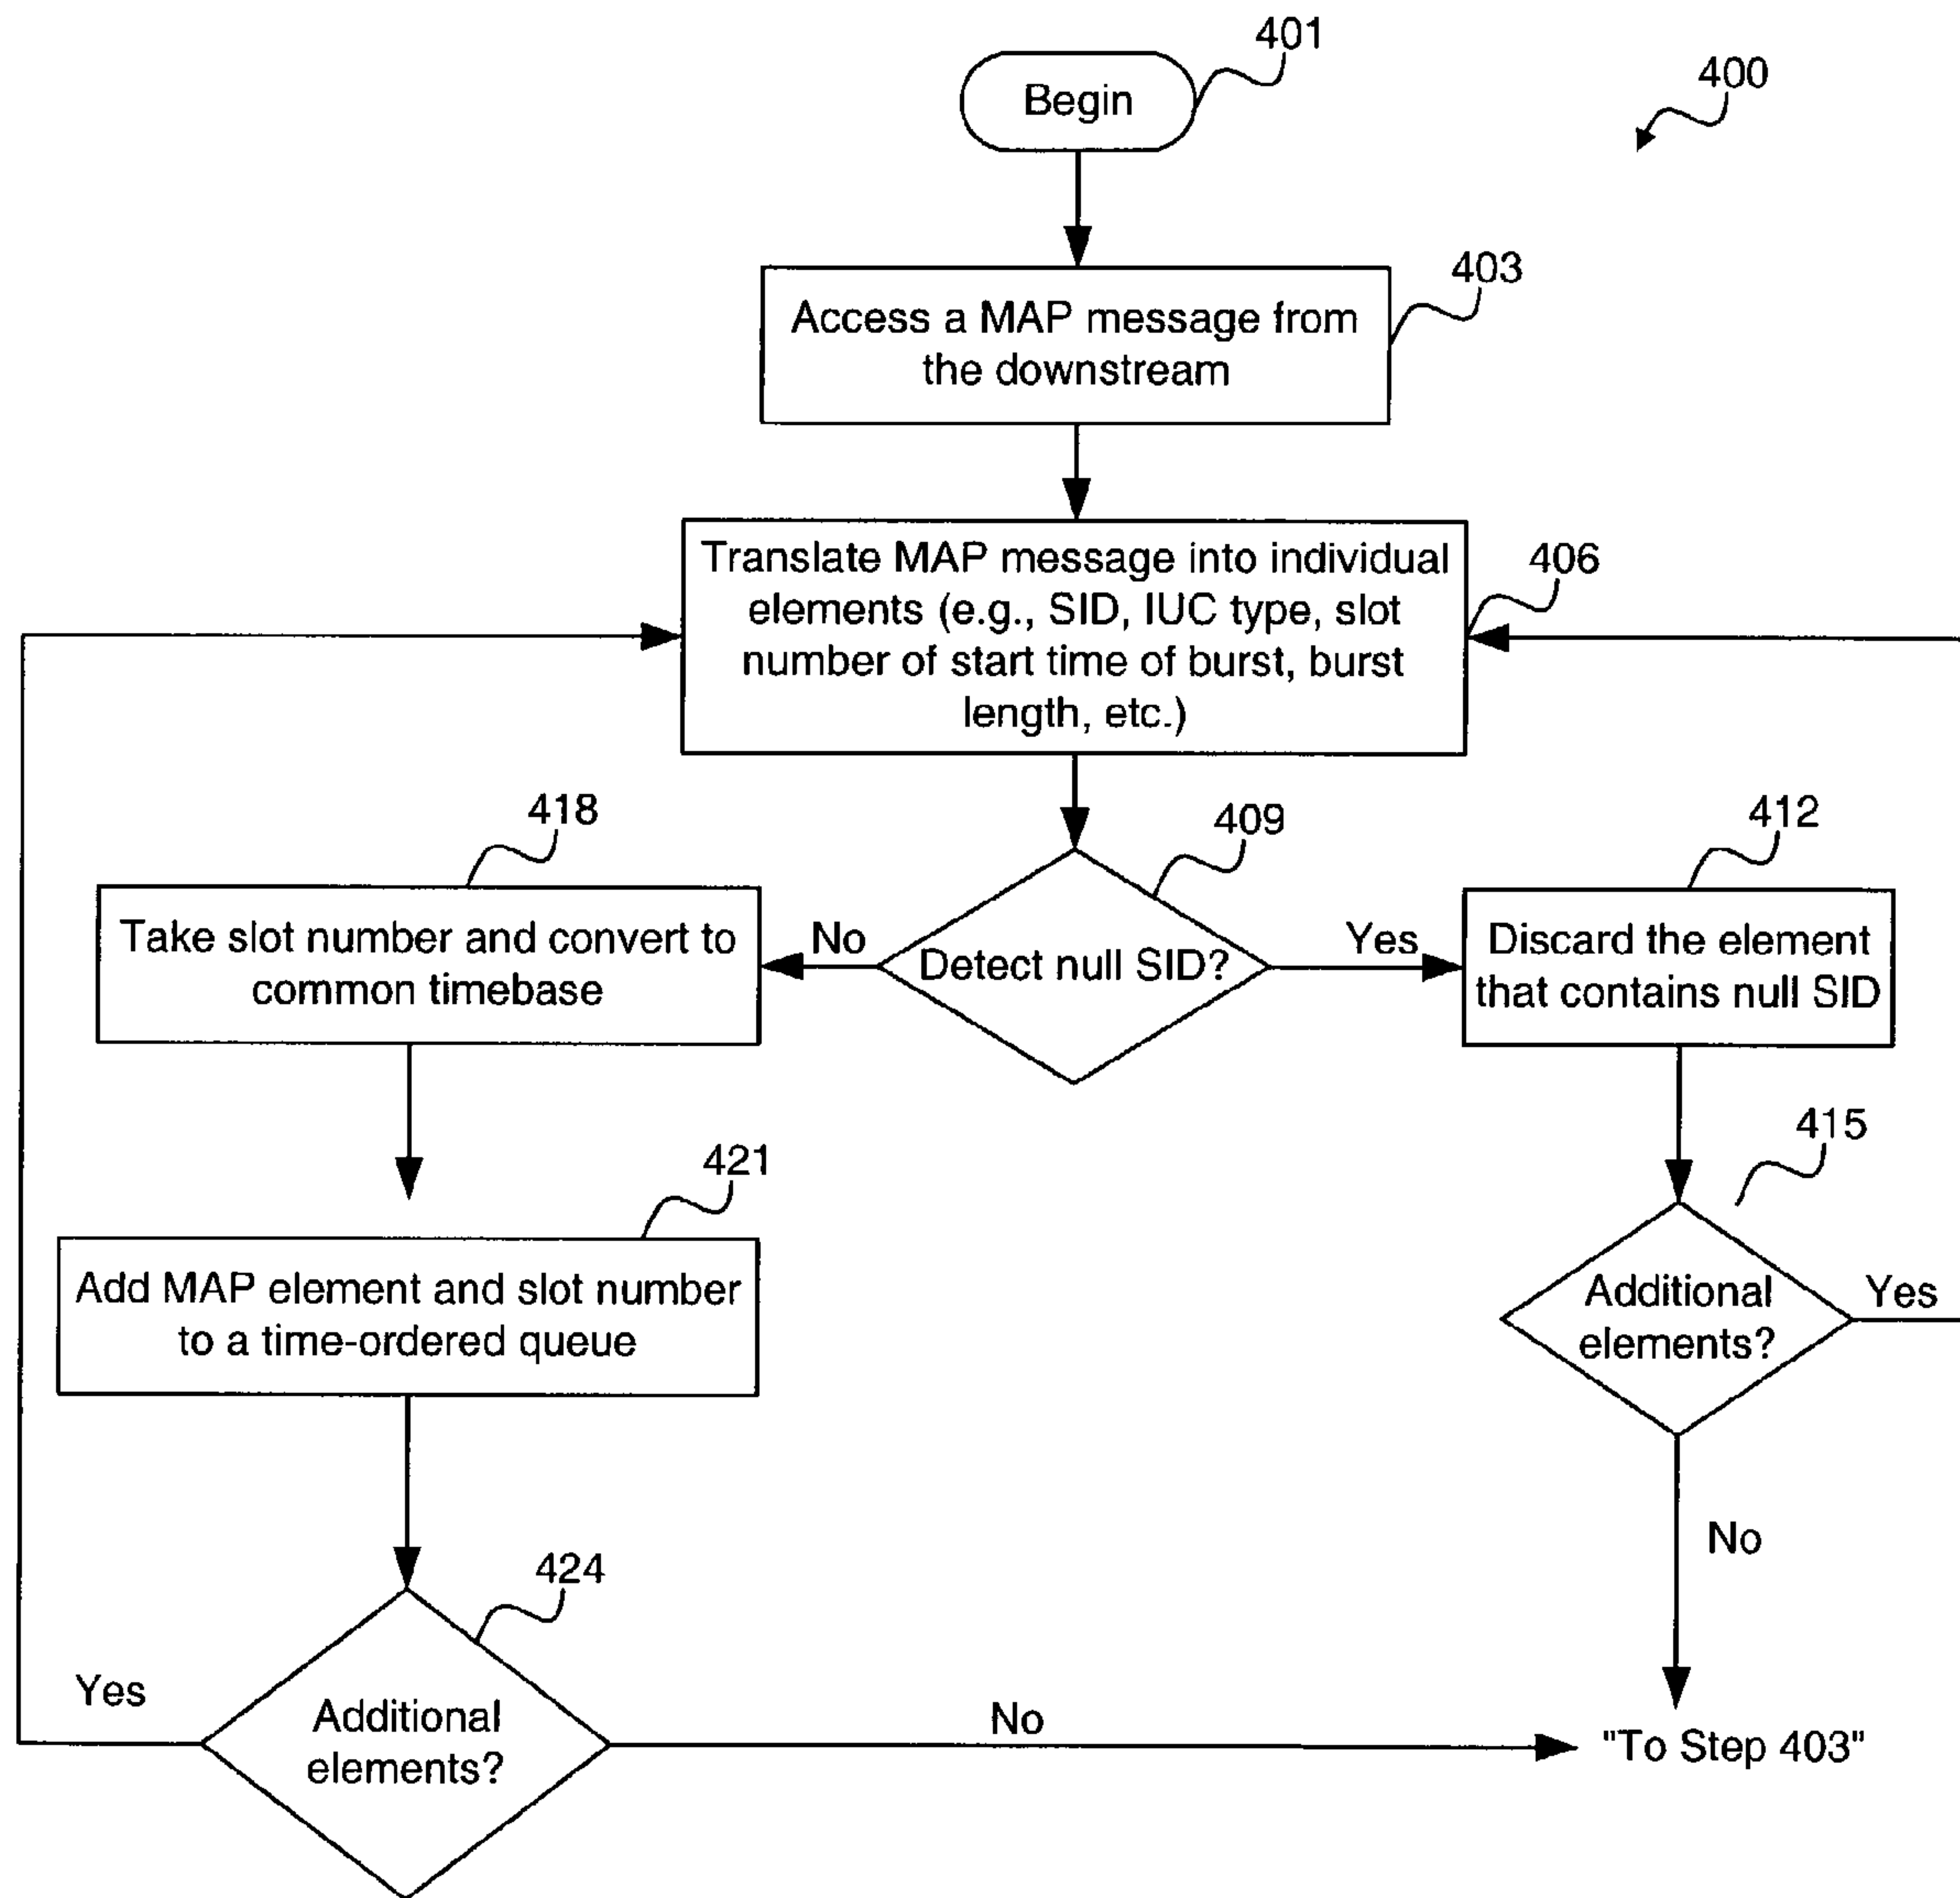 401
Begin
400
403
Access a MAP message from
the downstream
406
Translate MAP message into individual
elements (e.g., SID, IUC type, slot
number of start time of burst, burst
length, etc.)
418
409
412
Take slot number and convert to
common timebase
No
Detect null SID?
Yes
Discard the element
that contains null SID
421
415
Add MAP element and slot number
to a time-ordered queue
Additional
elements?
Yes
No
424
Yes
Additional
elements?
No
"To Step 403"